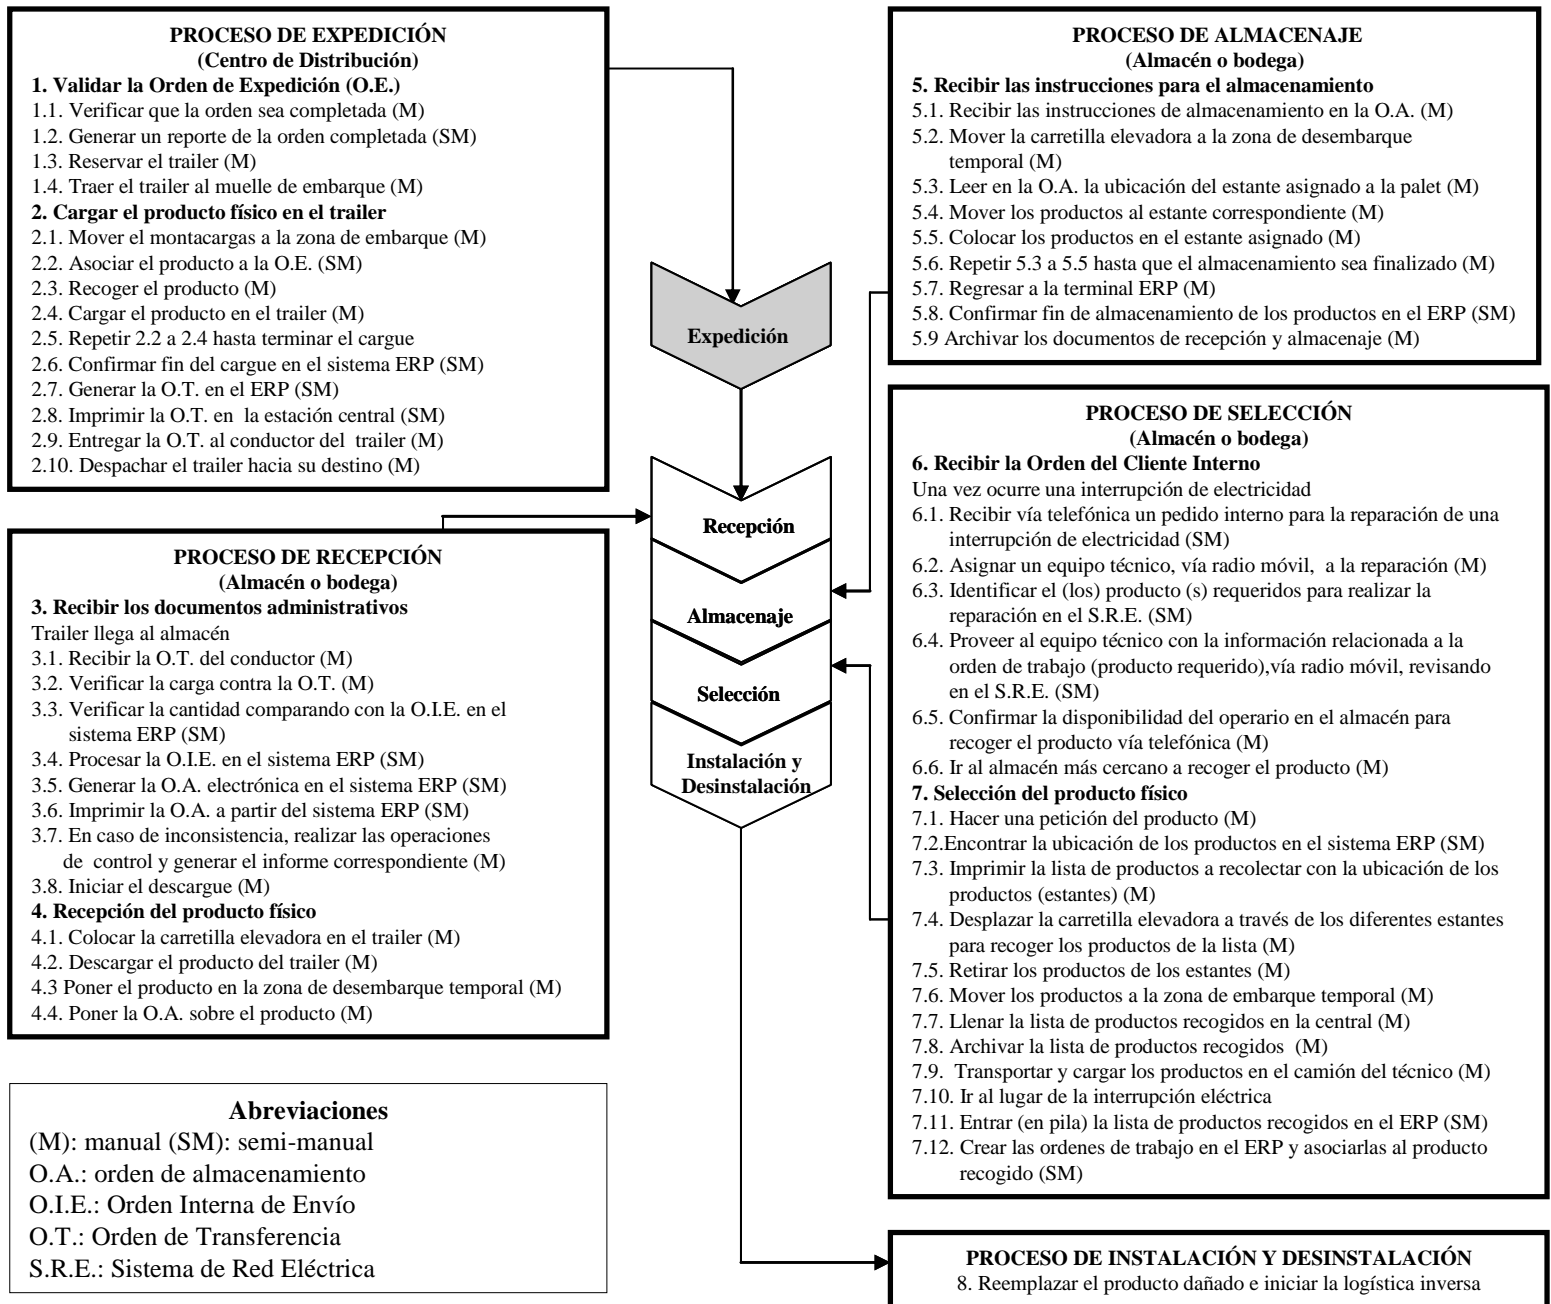 PROCESO DE EXPEDICIÓN
(Centro de Distribución)
1. Validar la Orden de Expedición (O.E.)
1.1. Verificar que la orden sea completada (M)
1.2. Generar un reporte de la orden completada (SM)
1.3. Reservar el trailer (M)
1.4. Traer el trailer al muelle de embarque (M)
2. Cargar el producto físico en el trailer
2.1. Mover el montacargas a la zona de embarque (M)
2.2. Asociar el producto a la O.E. (SM)
2.3. Recoger el producto (M)
2.4. Cargar el producto en el trailer (M)
2.5. Repetir 2.2 a 2.4 hasta terminar el cargue
2.6. Confirmar fin del cargue en el sistema ERP (SM)
2.7. Generar la O.T. en el ERP (SM)
2.8. Imprimir la O.T. en la estación central (SM)
2.9. Entregar la O.T. al conductor del trailer (M)
2.10. Despachar el trailer hacia su destino (M)
PROCESO DE RECEPCIÓN
(Almacén o bodega)
3. Recibir los documentos administrativos
Trailer llega al almacén
3.1. Recibir la O.T. del conductor (M)
3.2. Verificar la carga contra la O.T. (M)
3.3. Verificar la cantidad comparando con la O.I.E. en el
sistema ERP (SM)
3.4. Procesar la O.I.E. en el sistema ERP (SM)
3.5. Generar la O.A. electrónica en el sistema ERP (SM)
3.6. Imprimir la O.A. a partir del sistema ERP (SM)
3.7. En caso de inconsistencia, realizar las operaciones
de control y generar el informe correspondiente (M)
3.8. Iniciar el descargue (M)
4. Recepción del producto físico
4.1. Colocar la carretilla elevadora en el trailer (M)
4.2. Descargar el producto del trailer (M)
4.3 Poner el producto en la zona de desembarque temporal (M)
4.4. Poner la O.A. sobre el producto (M)
Abreviaciones
(M): manual (SM): semi-manual
O.A.: orden de almacenamiento
O.I.E.: Orden Interna de Envío
O.T.: Orden de Transferencia
S.R.E.: Sistema de Red Eléctrica
Expedición
Recepción
Almacenaje
Selección
Instalación y
Desinstalación
PROCESO DE ALMACENAJE
(Almacén o bodega)
5. Recibir las instrucciones para el almacenamiento
5.1. Recibir las instrucciones de almacenamiento en la O.A. (M)
5.2. Mover la carretilla elevadora a la zona de desembarque
temporal (M)
5.3. Leer en la O.A. la ubicación del estante asignado a la palet (M)
5.4. Mover los productos al estante correspondiente (M)
5.5. Colocar los productos en el estante asignado (M)
5.6. Repetir 5.3 a 5.5 hasta que el almacenamiento sea finalizado (M)
5.7. Regresar a la terminal ERP (M)
5.8. Confirmar fin de almacenamiento de los productos en el ERP (SM)
5.9 Archivar los documentos de recepción y almacenaje (M)
PROCESO DE SELECCIÓN
(Almacén o bodega)
6. Recibir la Orden del Cliente Interno
Una vez ocurre una interrupción de electricidad
6.1. Recibir vía telefónica un pedido interno para la reparación de una
interrupción de electricidad (SM)
6.2. Asignar un equipo técnico, vía radio móvil, a la reparación (M)
6.3. Identificar el (los) producto (s) requeridos para realizar la
reparación en el S.R.E. (SM)
6.4. Proveer al equipo técnico con la información relacionada a la
orden de trabajo (producto requerido),vía radio móvil, revisando
en el S.R.E. (SM)
6.5. Confirmar la disponibilidad del operario en el almacén para
recoger el producto vía telefónica (M)
6.6. Ir al almacén más cercano a recoger el producto (M)
7. Selección del producto físico
7.1. Hacer una petición del producto (M)
7.2.Encontrar la ubicación de los productos en el sistema ERP (SM)
7.3. Imprimir la lista de productos a recolectar con la ubicación de los
productos (estantes) (M)
7.4. Desplazar la carretilla elevadora a través de los diferentes estantes
para recoger los productos de la lista (M)
7.5. Retirar los productos de los estantes (M)
7.6. Mover los productos a la zona de embarque temporal (M)
7.7. Llenar la lista de productos recogidos en la central (M)
7.8. Archivar la lista de productos recogidos (M)
7.9. Transportar y cargar los productos en el camión del técnico (M)
7.10. Ir al lugar de la interrupción eléctrica
7.11. Entrar (en pila) la lista de productos recogidos en el ERP (SM)
7.12. Crear las ordenes de trabajo en el ERP y asociarlas al producto
recogido (SM)
PROCESO DE INSTALACIÓN Y DESINSTALACIÓN
8. Reemplazar el producto dañado e iniciar la logística inversa